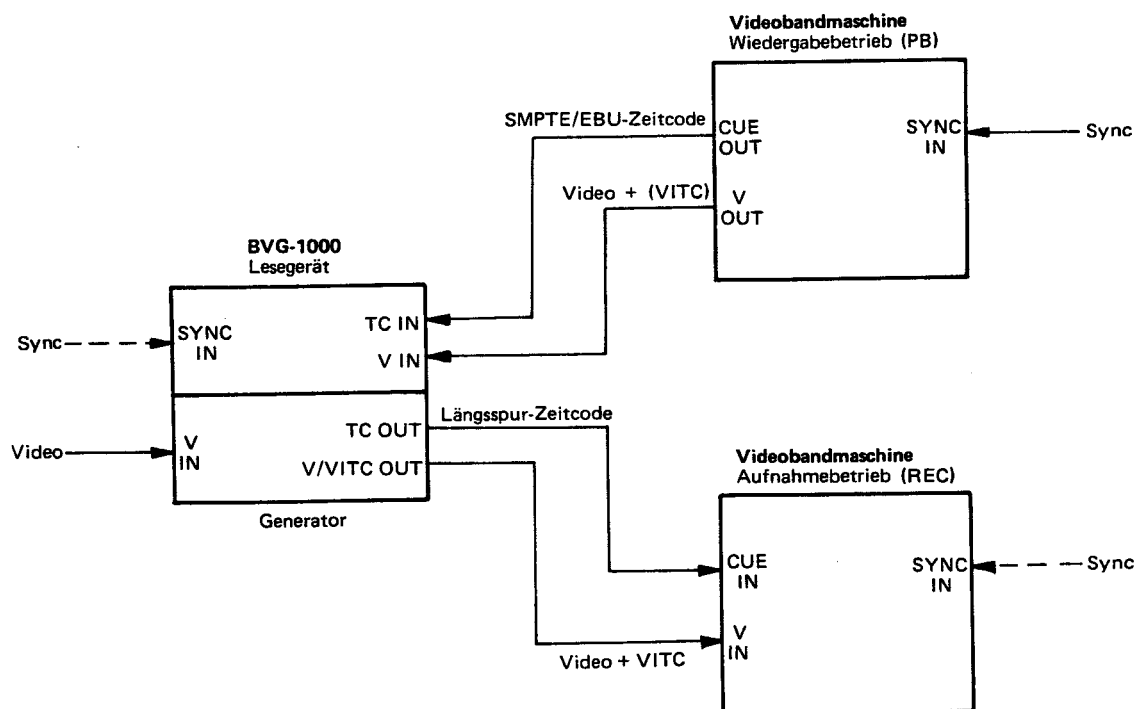 Videobandmaschine
Wiedergabebetrieb (PB)
SMPTE/EBU-Zeitcode
CUE
OUT
SYNC
IN
Sync
Video + (VITC)
V
OUT
BVG-1000
Lesegerät
Sync
SYNC
IN
TC IN
V IN
Video
V
IN
TC OUT
V/VITC OUT
Längsspur-Zeitcode
Generator
Videobandmaschine
Aufnahmebetrieb (REC)
CUE
IN
SYNC
IN
Sync
V
IN
Video + VITC